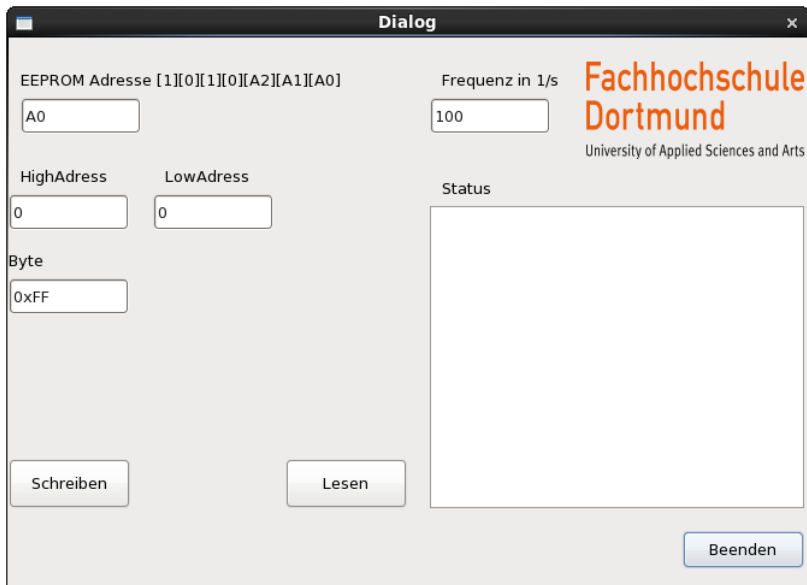 Dialog
EEPROM Adresse [1][0][1][0][A2][A1][A0]
A0
Frequenz in 1/s
100
Fachhochschule
Dortmund
University of Applied Sciences and Arts
HighAdress
LowAdress
0
0
Status
Byte
0xFF
Schreiben
Lesen
Beenden